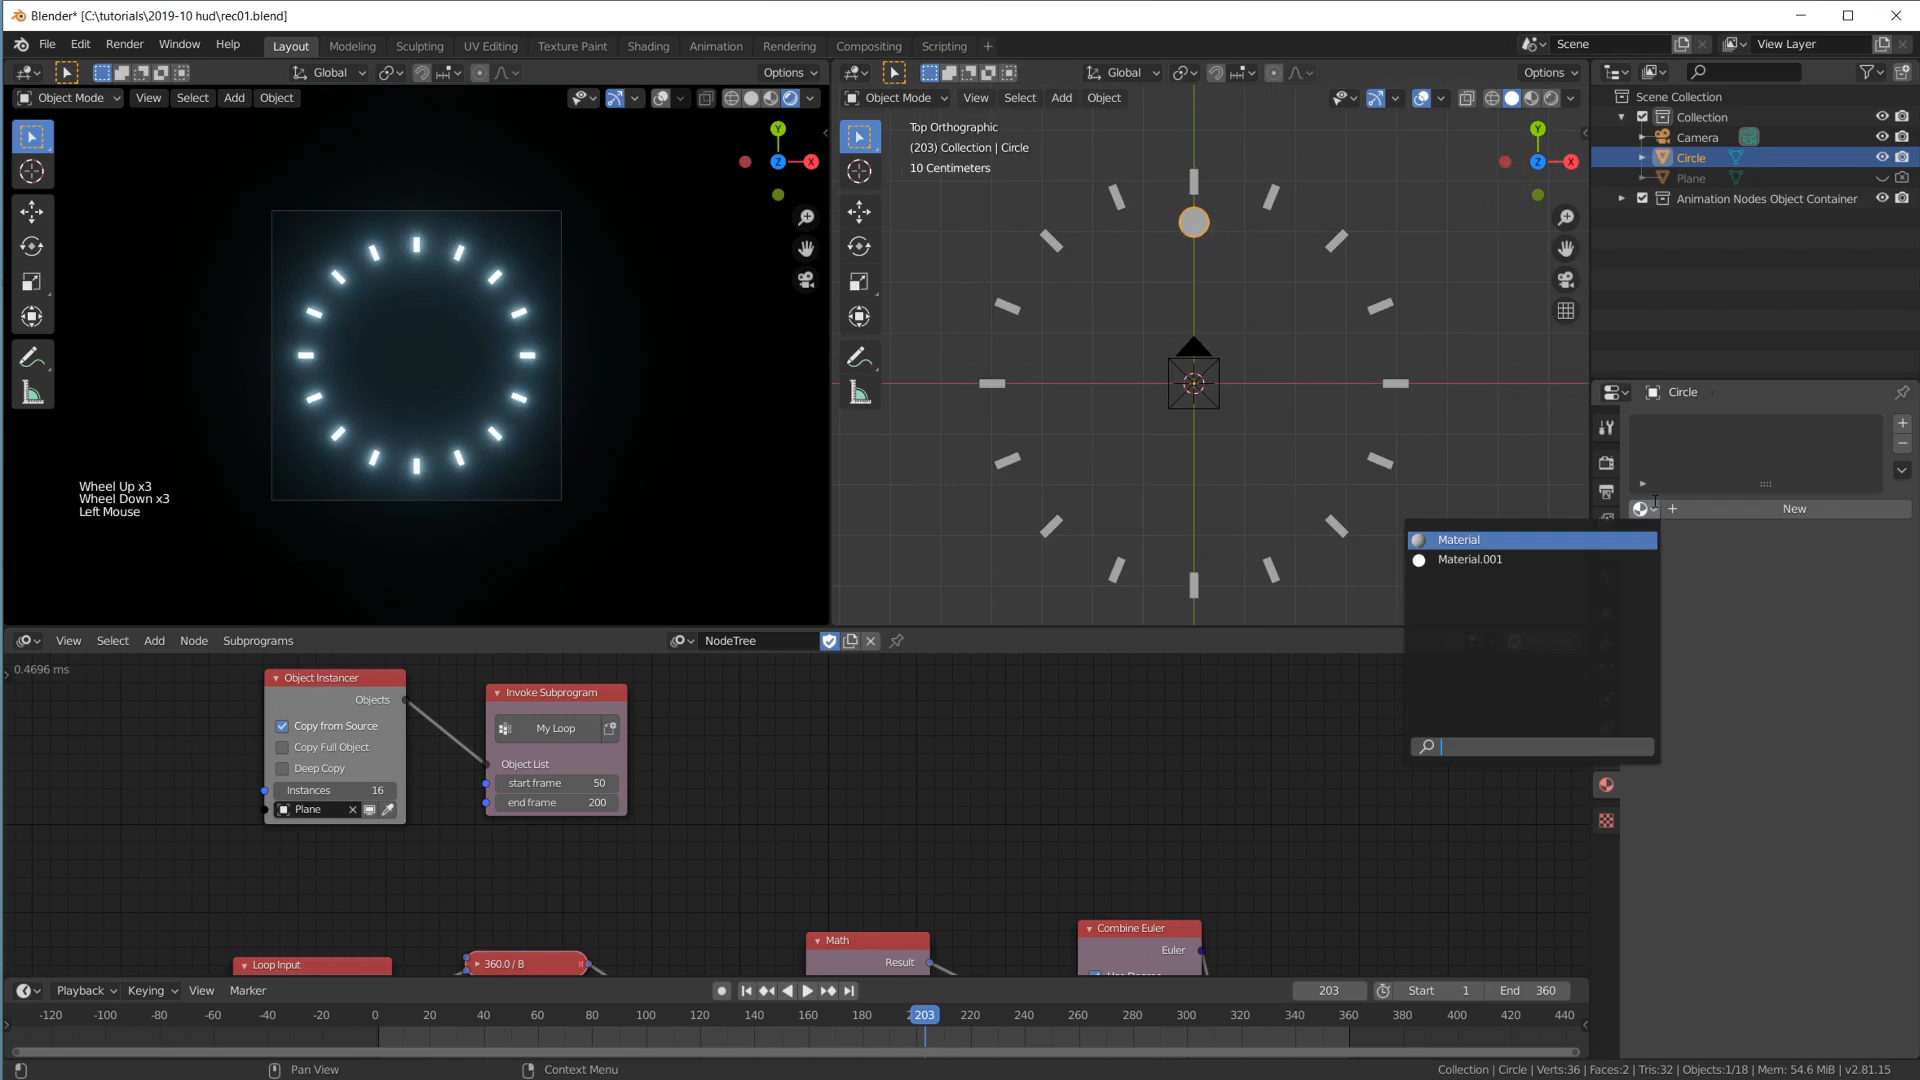 Blender* [C:\tutorials\2019-10 hud\rec01.blend]
File Edit Render Window Help Layout Modeling Sculpting UV Editing Texture Paint Shading Animation Rendering Compositing Scripting + Scene View Layer
Global Options Global Options
Object Mode View Select Add Object Object Mode View Select Add Object
Scene Collection
Collection
Camera
Circle
Plane
Animation Nodes Object Container
Y
Z
X
Top Orthographic
(203) Collection | Circle
10 Centimeters
Y
Z
X
Wheel Up x3
Wheel Down x3
Left Mouse
Circle
New
Material
Material.001
View Select Add Node Subprograms NodeTree
0.4696 ms
Object Instancer
Objects
Copy from Source
Copy Full Object
Deep Copy
Instances 16
Plane
Invoke Subprogram
My Loop
Object List
start frame 50
end frame 200
Loop Input
360.0 / B
Math
Result
Combine Euler
Euler
Playback Keying View Marker 203 Start 1 End 360
-120 -100 -80 -60 -40 -20 0 20 40 60 80 100 120 140 160 180 203 220 240 260 280 300 320 340 360 380 400 420 440
Pan View Context Menu Collection | Circle | Verts:36 | Faces:2 | Tris:32 | Objects:1/18 | Mem: 54.6 MiB | v2.81.15